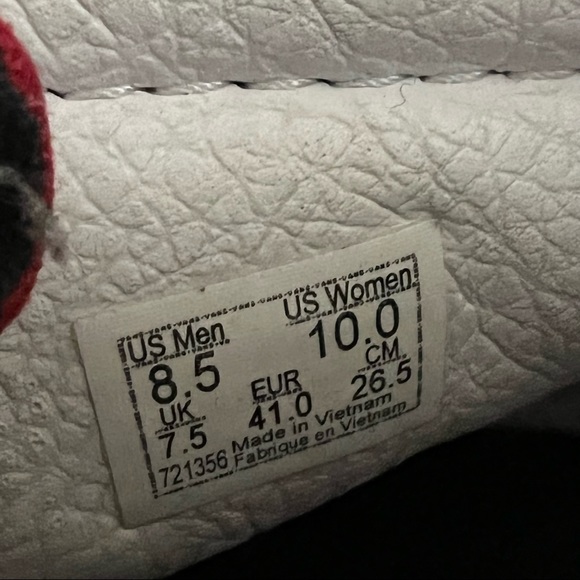 US Men US Women
8.5 10.0
UK EUR CM
7.5 41.0 26.5
Made in Vietnam
721356 Fabrique en Vietnam